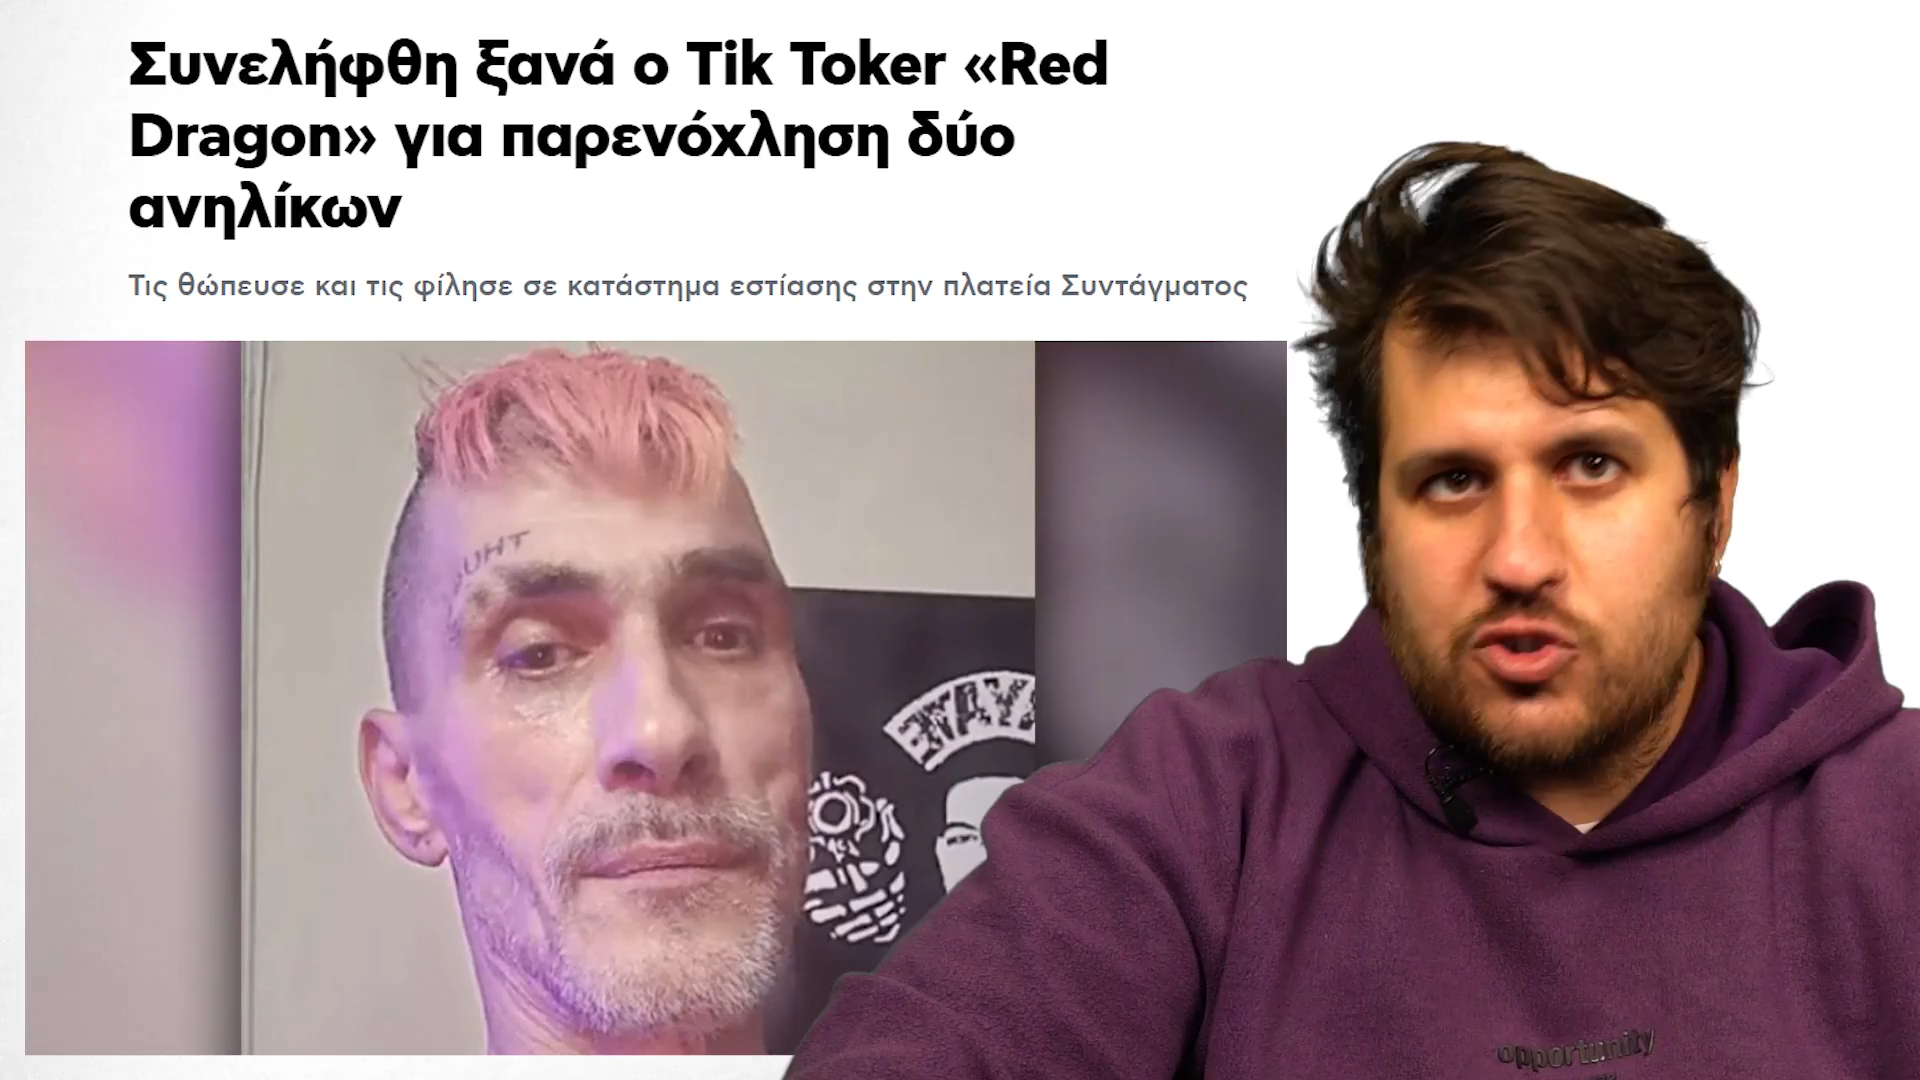 Συνελήφθη ξανά ο Tik Toker «Red
Dragon» για παρενόχληση δύο
ανηλίκων
Τις θώπευσε και τις φίλησε σε κατάστημα εστίασης στην πλατεία Συντάγματος
opportunity